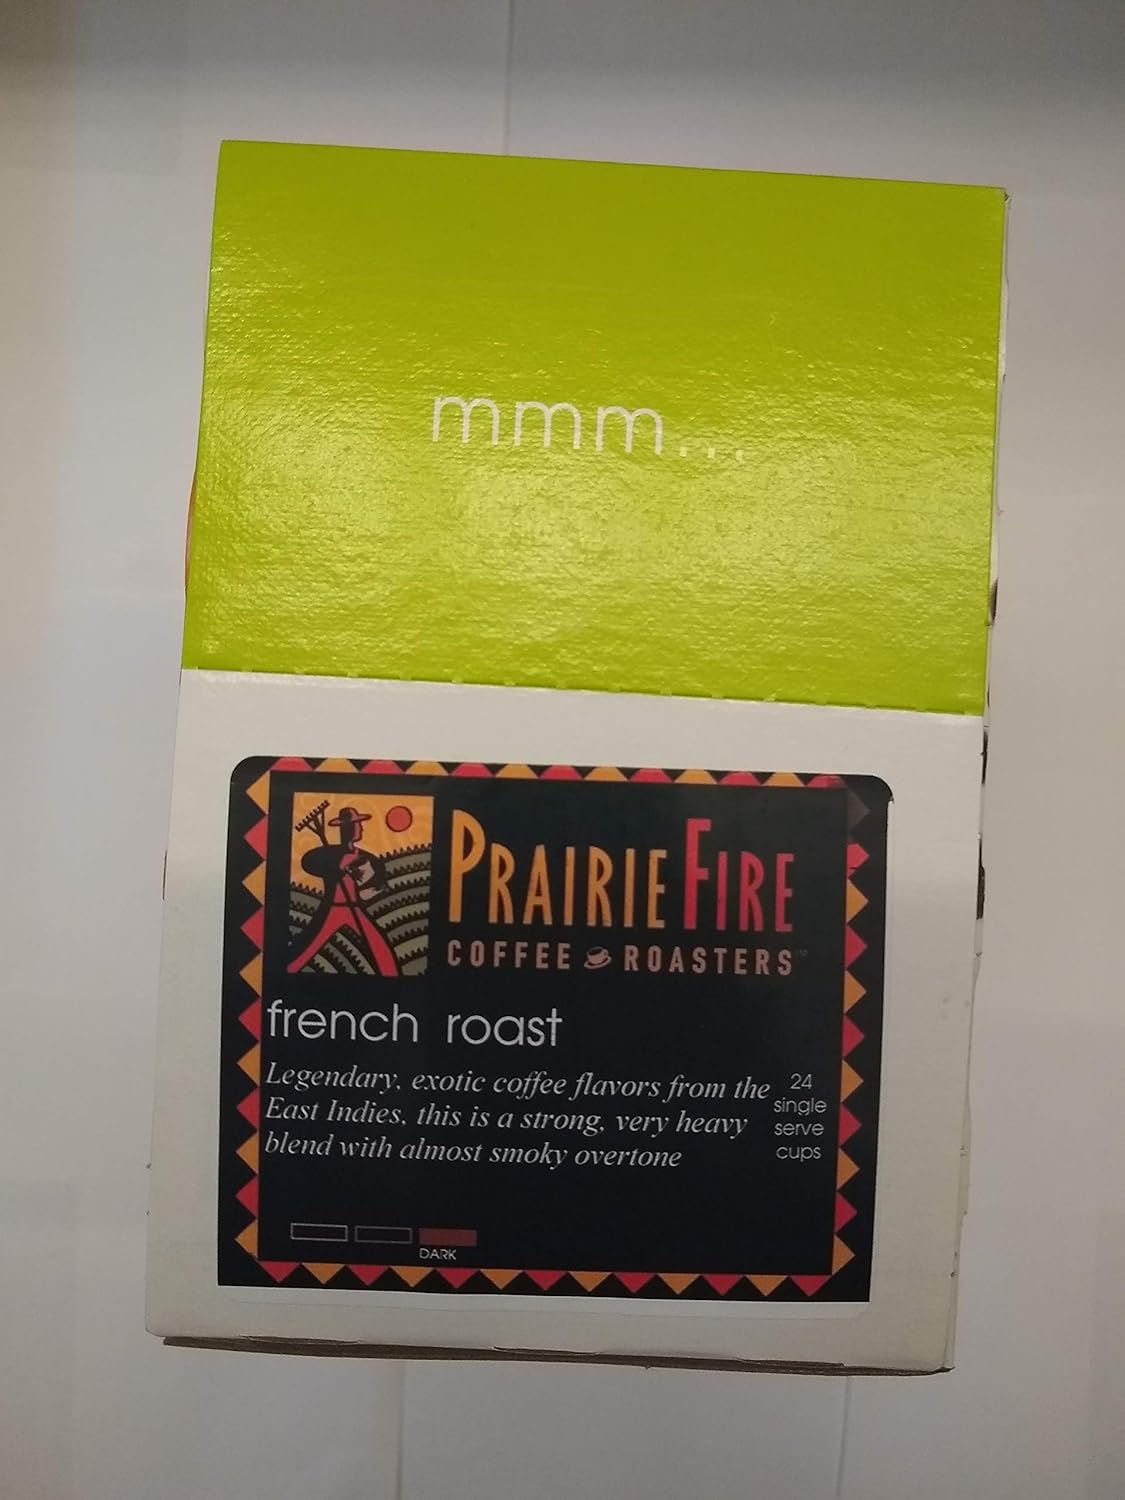 mmm...
PRAIRIE FIRE
COFFEE ROASTERS
french roast
Legendary, exotic coffee flavors from the
East Indies, this is a strong, very heavy
blend with almost smoky overtone
24
single
serve
cups
DARK